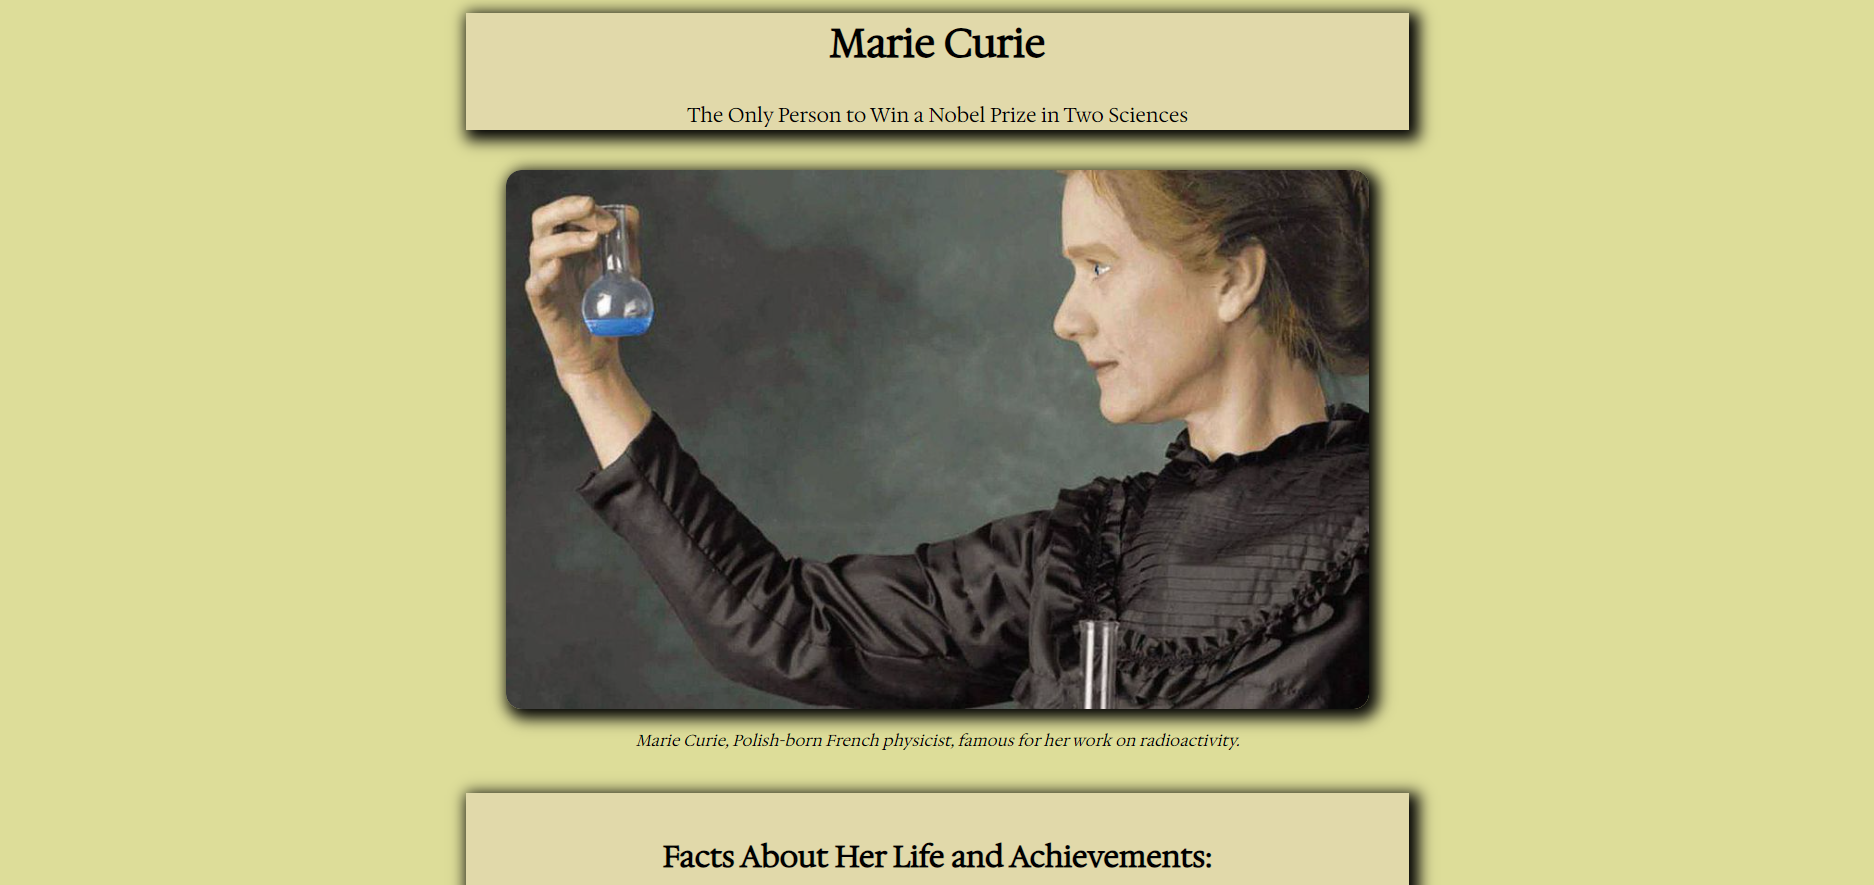 Marie Curie
The Only Person to Win a Nobel Prize in Two Sciences
Marie Curie, Polish-born French physicist, famous for her work on radioactivity.
Facts About Her Life and Achievements: